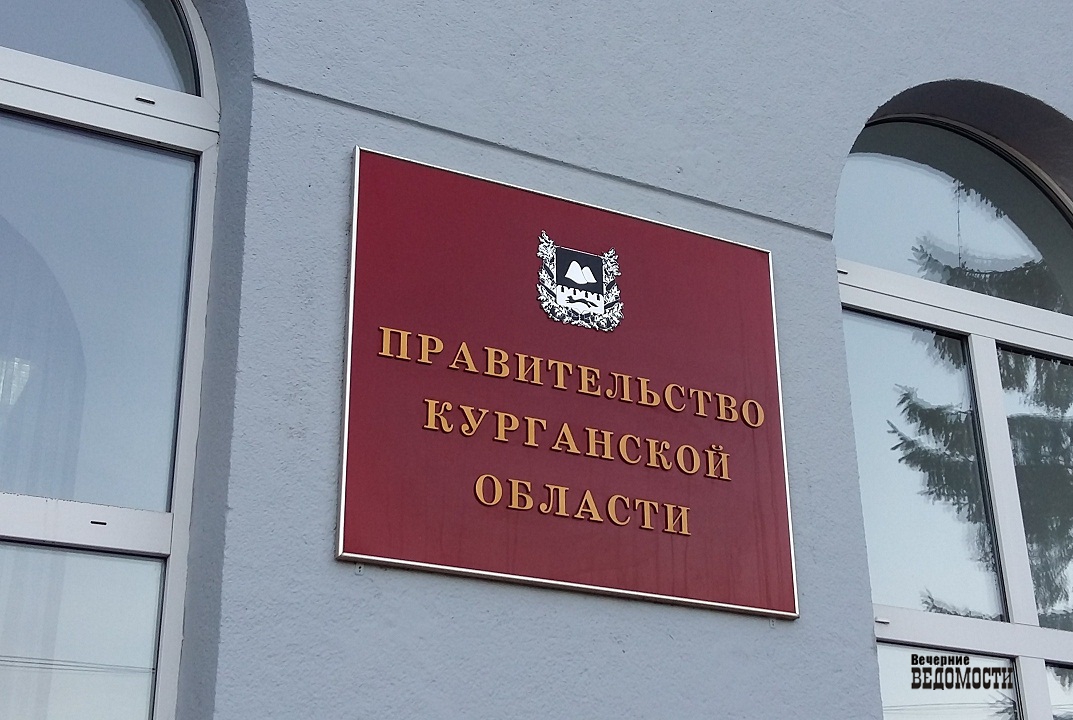 ПРАВИТЕЛЬСТВО
КУРГАНСКОЙ
ОБЛАСТИ
Вечерние
ВЕДОМОСТИ